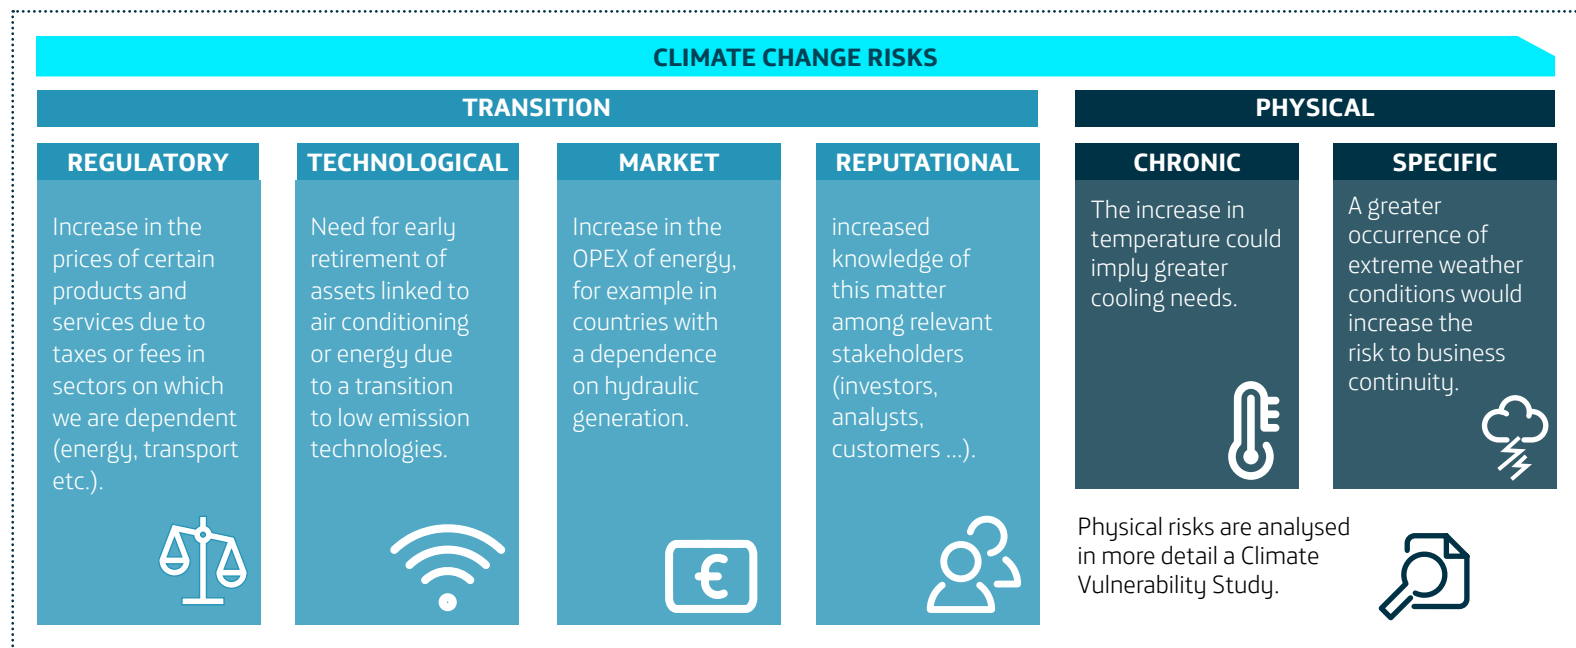 CLIMATE CHANGE RISKS
TRANSITION
REGULATORY
Increase in the
prices of certain
products and
services due to
taxes or fees in
sectors on which
we are dependent
(energy, transport
etc.).
TECHNOLOGICAL
Need for early
retirement of
assets linked to
air conditioning
or energy due
to a transition
to low emission
technologies.
MARKET
Increase in the
OPEX of energy,
for example in
countries with
a dependence
on hydraulic
generation.
€
REPUTATIONAL
increased
knowledge of
this matter
among relevant
stakeholders
(investors,
analysts,
customers ...).
PHYSICAL
CHRONIC
The increase in
temperature could
imply greater
cooling needs.
SPECIFIC
A greater
occurrence of
extreme weather
conditions would
increase the
risk to business
continuity.
Physical risks are analysed
in more detail a Climate
Vulnerability Study.